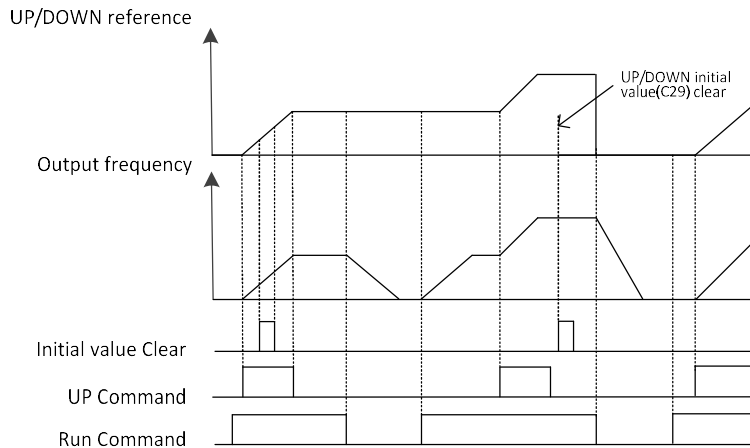 UP/DOWN reference
UP/DOWN initial
value(C29) clear
Output frequency
Initial value Clear
UP Command
Run Command